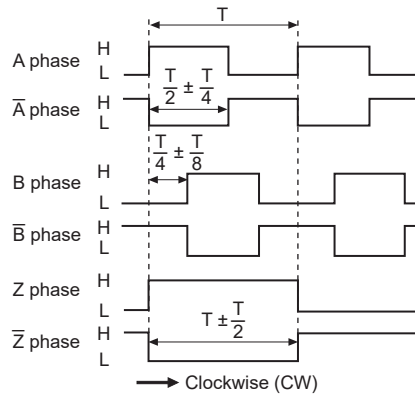 T
H
A phase
L
T/2 ± T/4
H
A̅ phase
L
T/4 ± T/8
H
B phase
L
H
B̅ phase
L
H
Z phase
L
T ± T/2
H
Z̅ phase
L
Clockwise (CW)